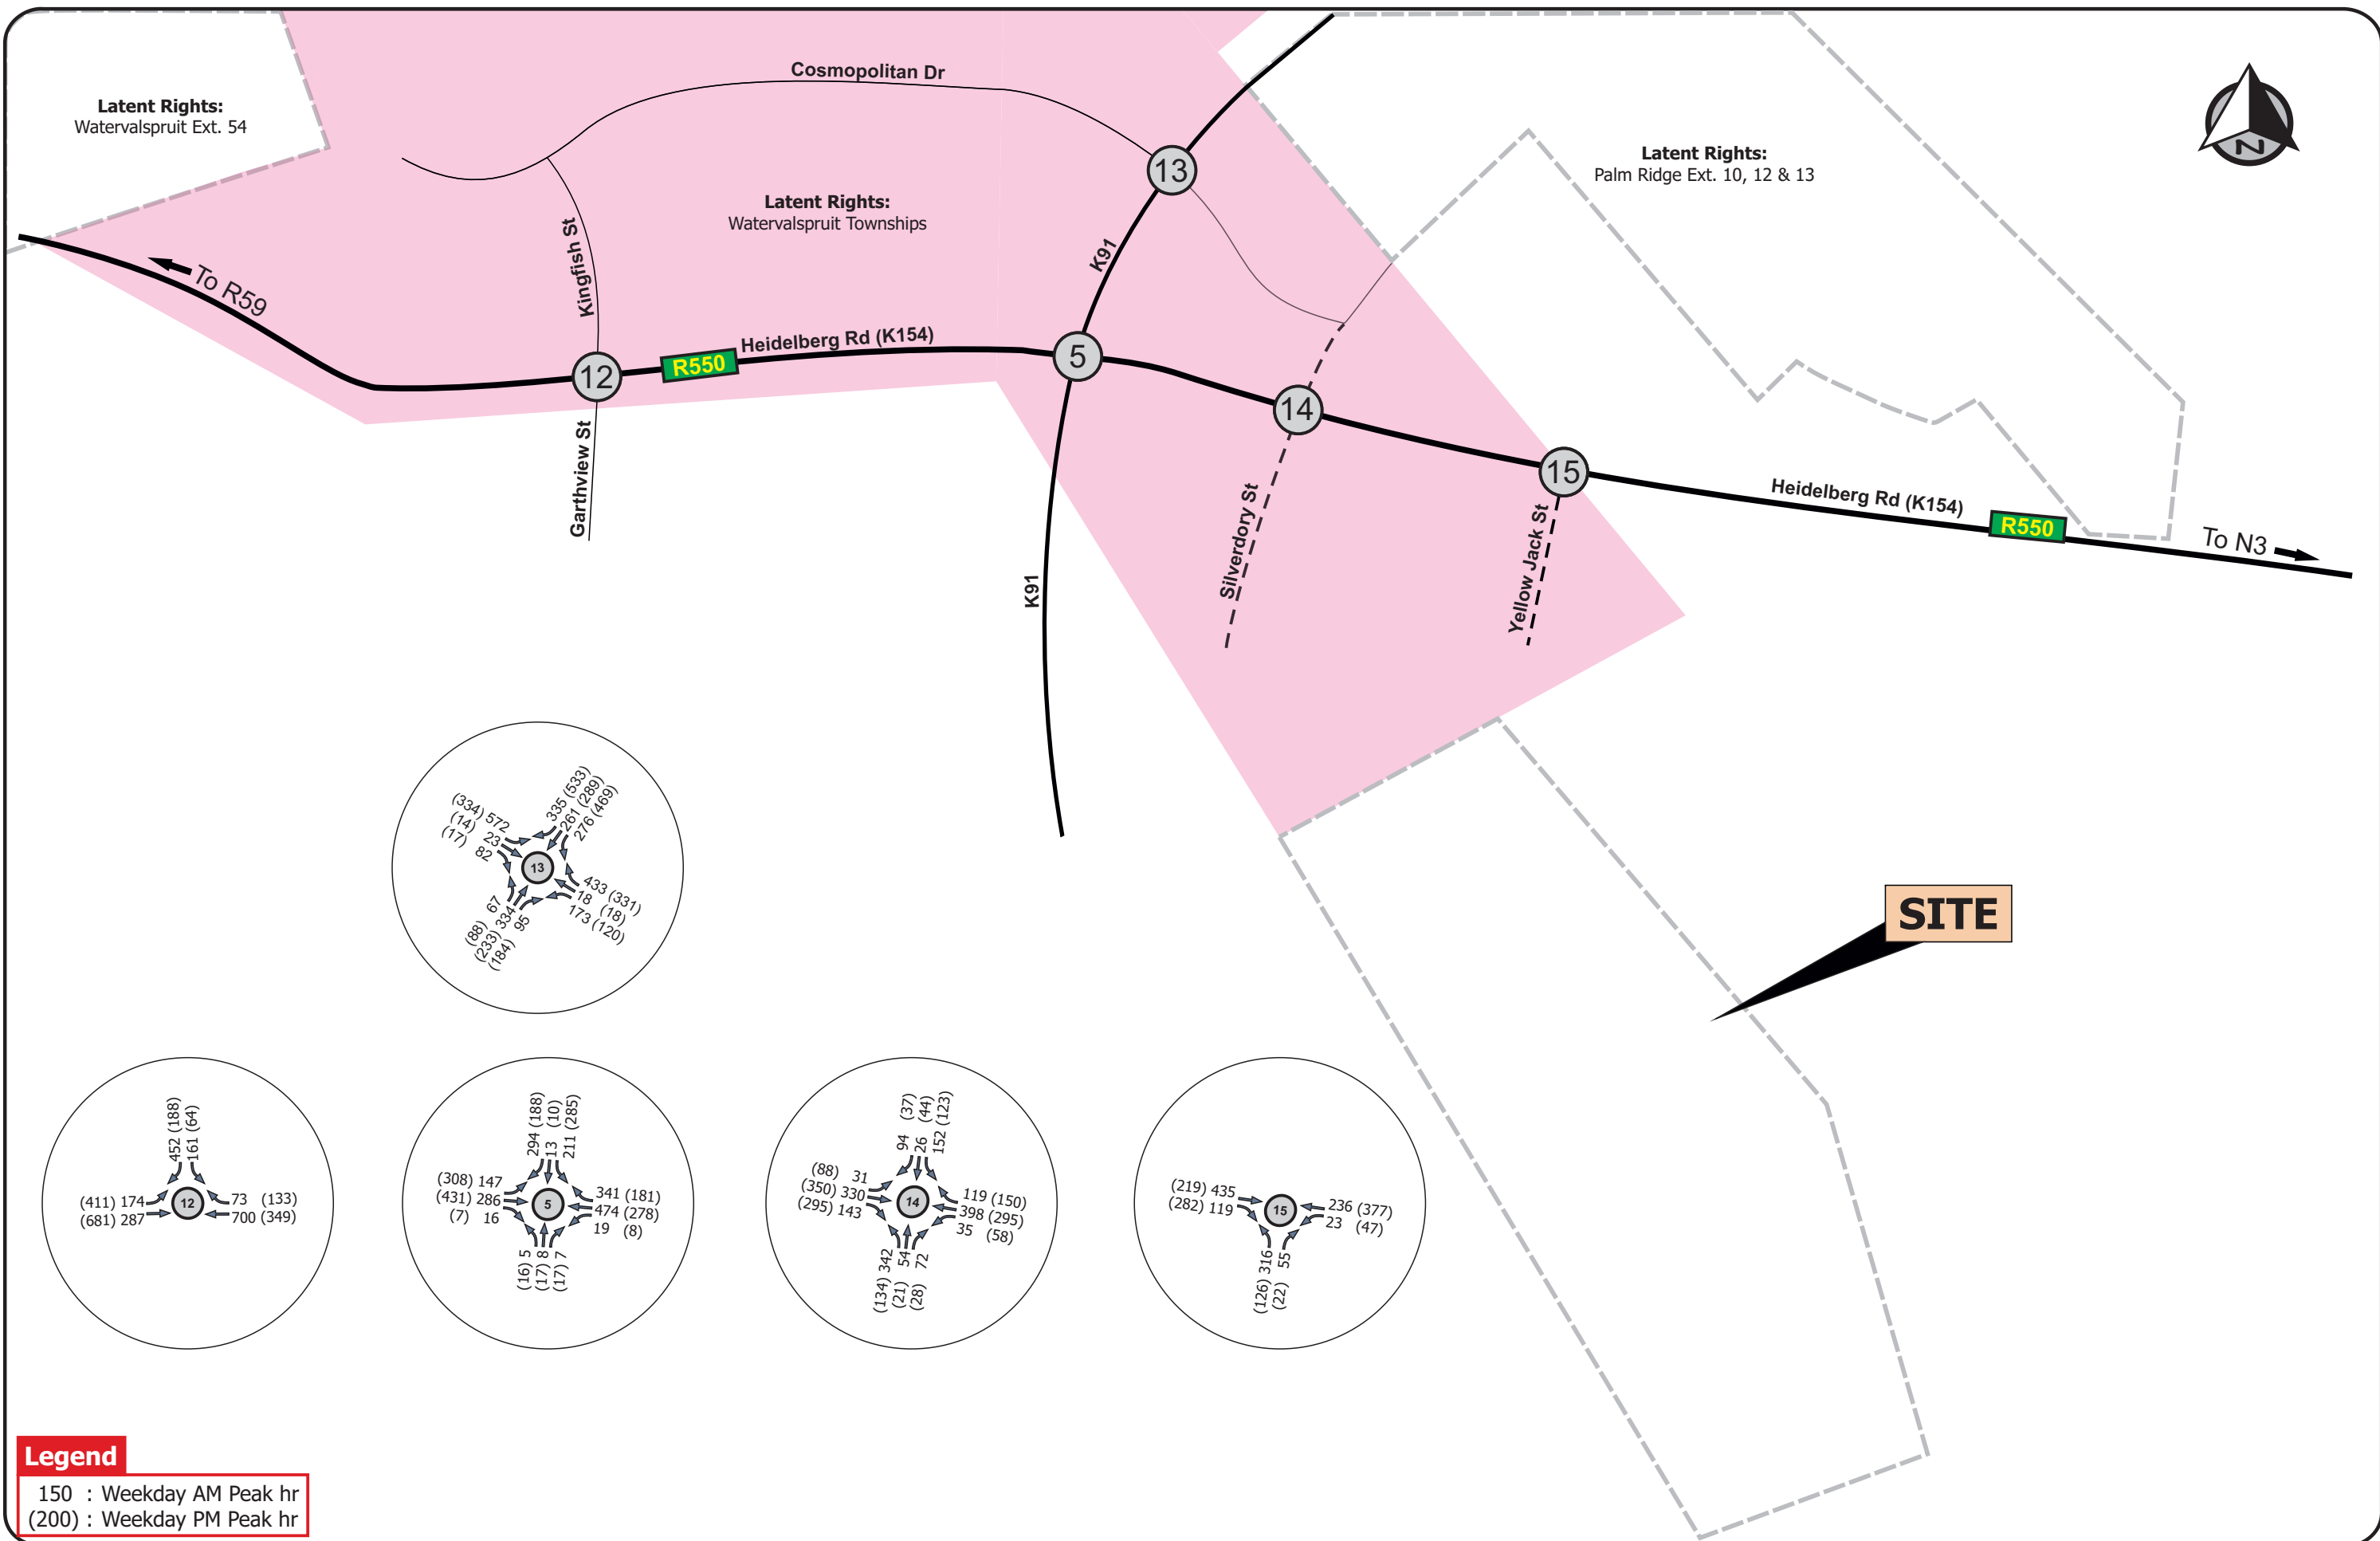 Cosmopolitan Dr
Latent Rights:
Watervalspruit Ext. 54
13
Latent Rights:
Palm Ridge Ext. 10, 12 & 13
N
Latent Rights:
Watervalspruit Townships
Kingfish St
K91
To R59
Heidelberg Rd (K154)
R550
12
5
14
15
Garthview St
K91
Silverdory St
Yellow Jack St
Heidelberg Rd (K154)
R550
To N3
SITE
(334) 572
(14) 23
(17) 82
335 (533)
261 (289)
276 (469)
13
433 (331)
18 (18)
173 (120)
(88) 67
(233) 334
(184) 95
452 (188)
161 (64)
(411) 174
(681) 287
12
73 (133)
700 (349)
294 (188)
13 (10)
211 (285)
(308) 147
(431) 286
(7) 16
5
341 (181)
474 (278)
19 (8)
(16) 5
(17) 8
(17) 7
94 (37)
26 (44)
152 (123)
(88) 31
(350) 330
(295) 143
14
119 (150)
398 (295)
35 (58)
(134) 342
(21) 54
(28) 72
(219) 435
(282) 119
15
236 (377)
23 (47)
(126) 316
(22) 55
Legend
150 : Weekday AM Peak hr
(200) : Weekday PM Peak hr